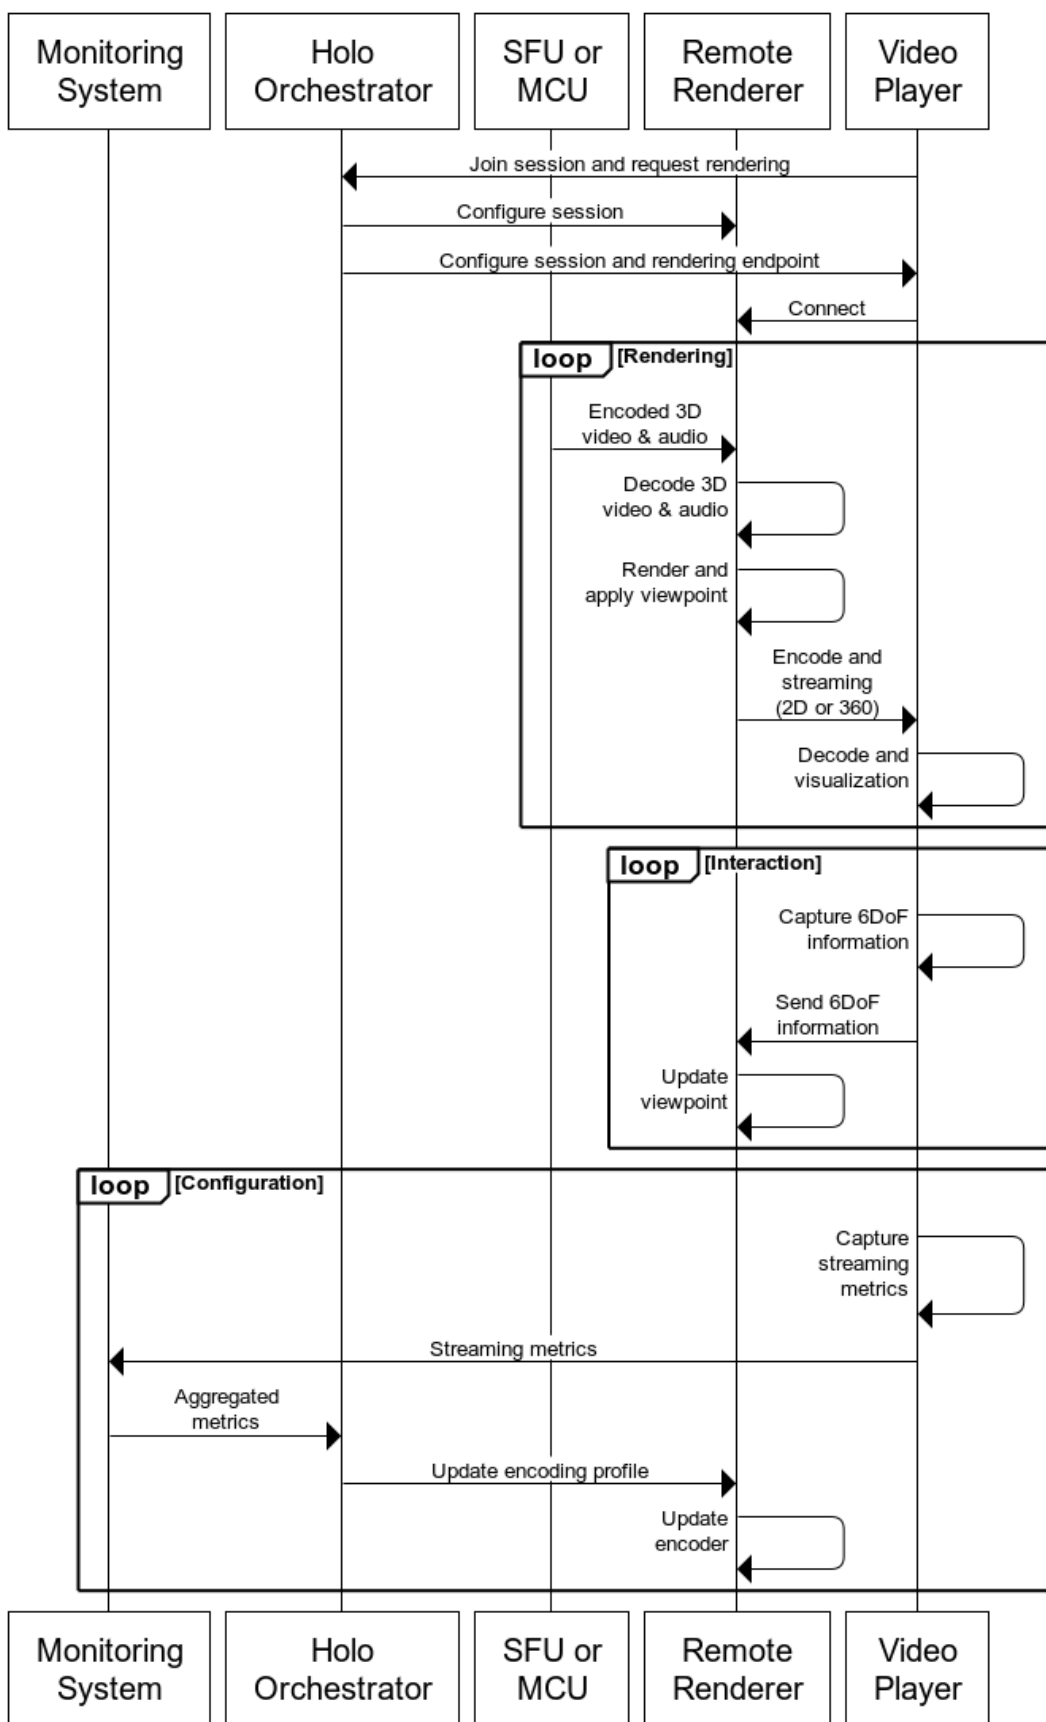 Monitoring
System
Holo
Orchestrator
SFU or
MCU
Remote
Renderer
Video
Player
Join session and request rendering
Configure session
Configure session and rendering endpoint
Connect
loop [Rendering]
Encoded 3D
video & audio
Decode 3D
video & audio
Render and
apply viewpoint
Encode and
streaming
(2D or 360)
Decode and
visualization
loop [Interaction]
Capture 6DoF
information
Send 6DoF
information
Update
viewpoint
loop [Configuration]
Capture
streaming
metrics
Streaming metrics
Aggregated
metrics
Update encoding profile
Update
encoder
Monitoring
System
Holo
Orchestrator
SFU or
MCU
Remote
Renderer
Video
Player